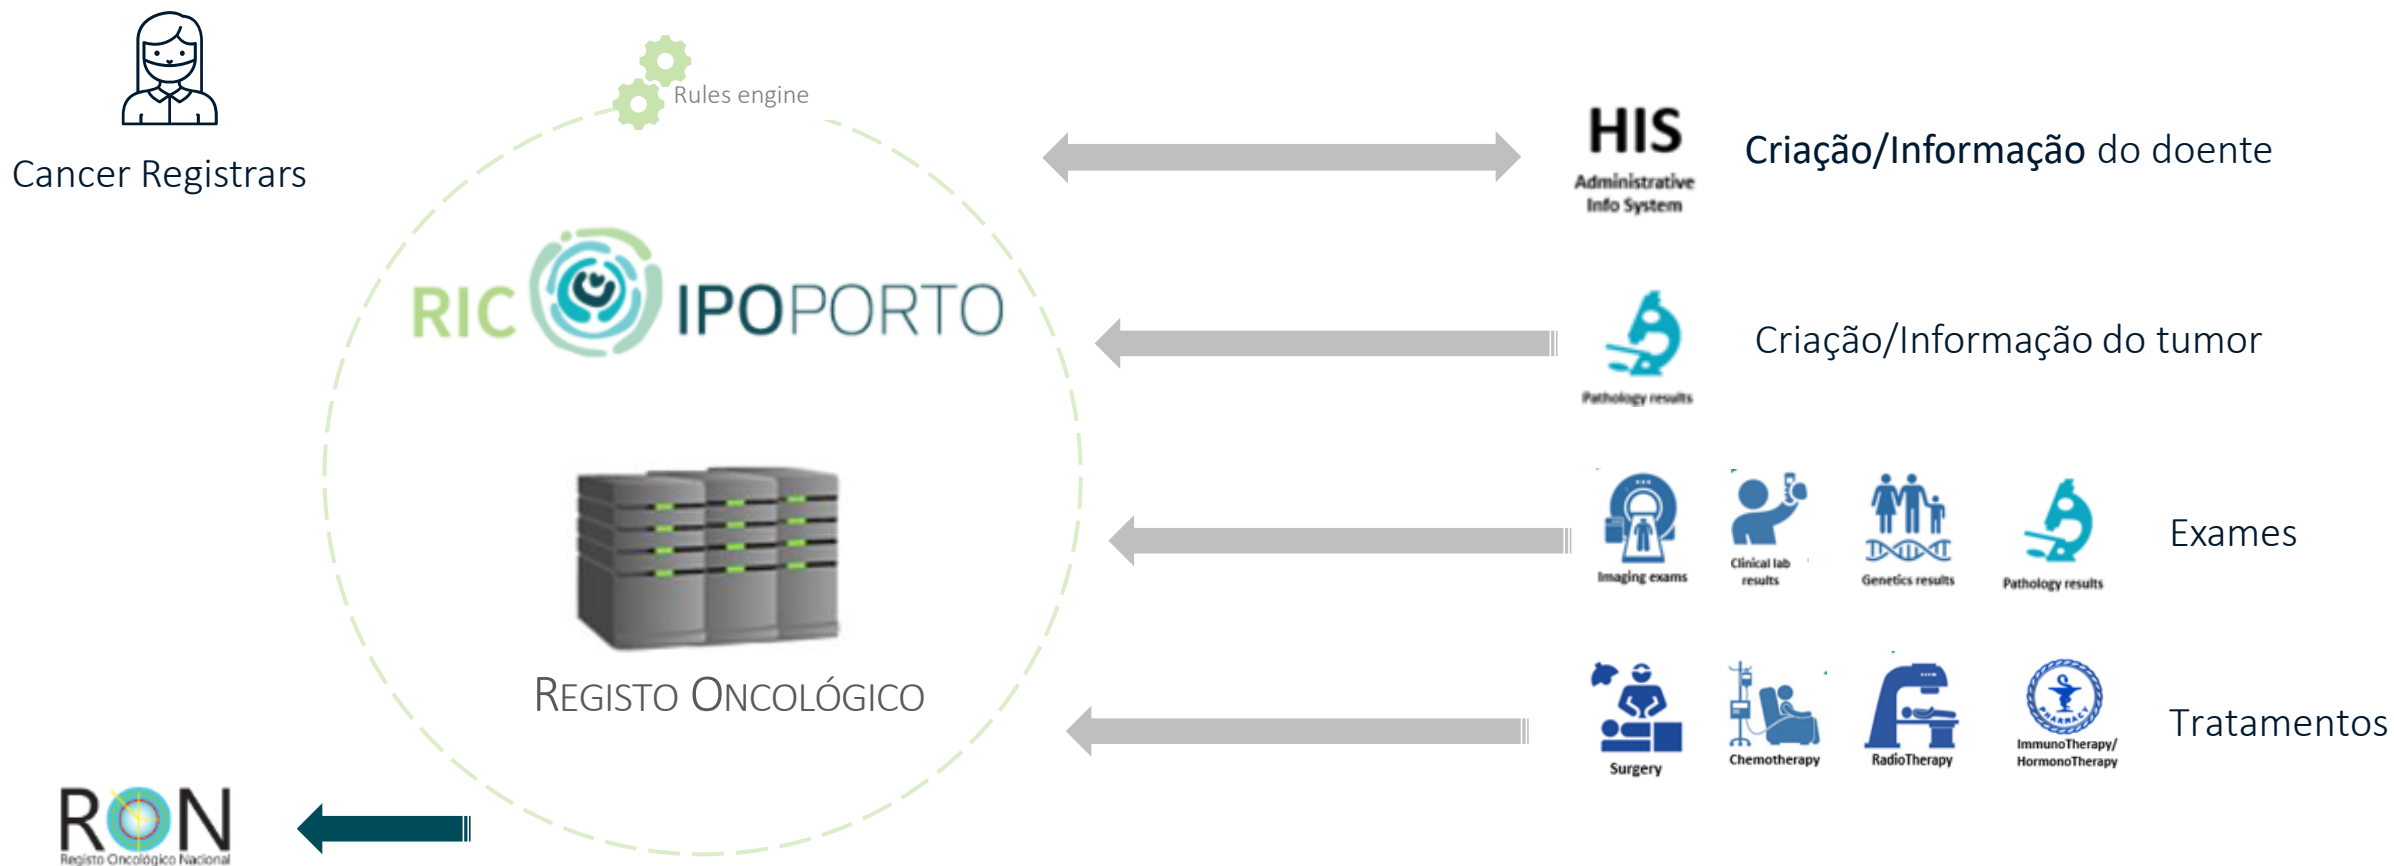 Cancer Registrars
Rules engine
RIC IPOPORTO
REGISTO ONCOLÓGICO
RON
Registo Oncológico Nacional
HIS
Administrative
Info System
Criação/Informação do doente
Pathology results
Criação/Informação do tumor
Imaging exams
Clinical lab
results
Genetics results
Pathology results
Exames
Surgery
Chemotherapy
RadioTherapy
PHARMACY
ImmunoTherapy/
HormonoTherapy
Tratamentos